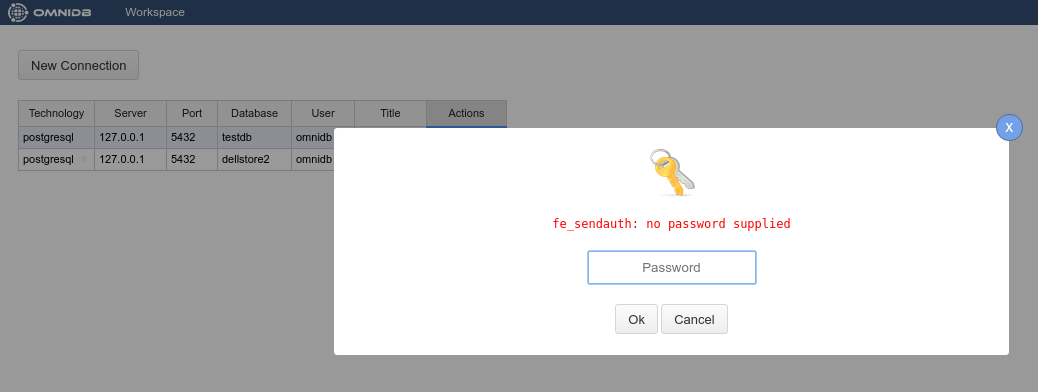 OMNIDB Workspace
New Connection
Technology Server Port Database User Title Actions
postgresql 127.0.0.1 5432 testdb omnidb
postgresql 127.0.0.1 5432 dellstore2 omnidb
X
fe_sendauth: no password supplied
Password
Ok Cancel